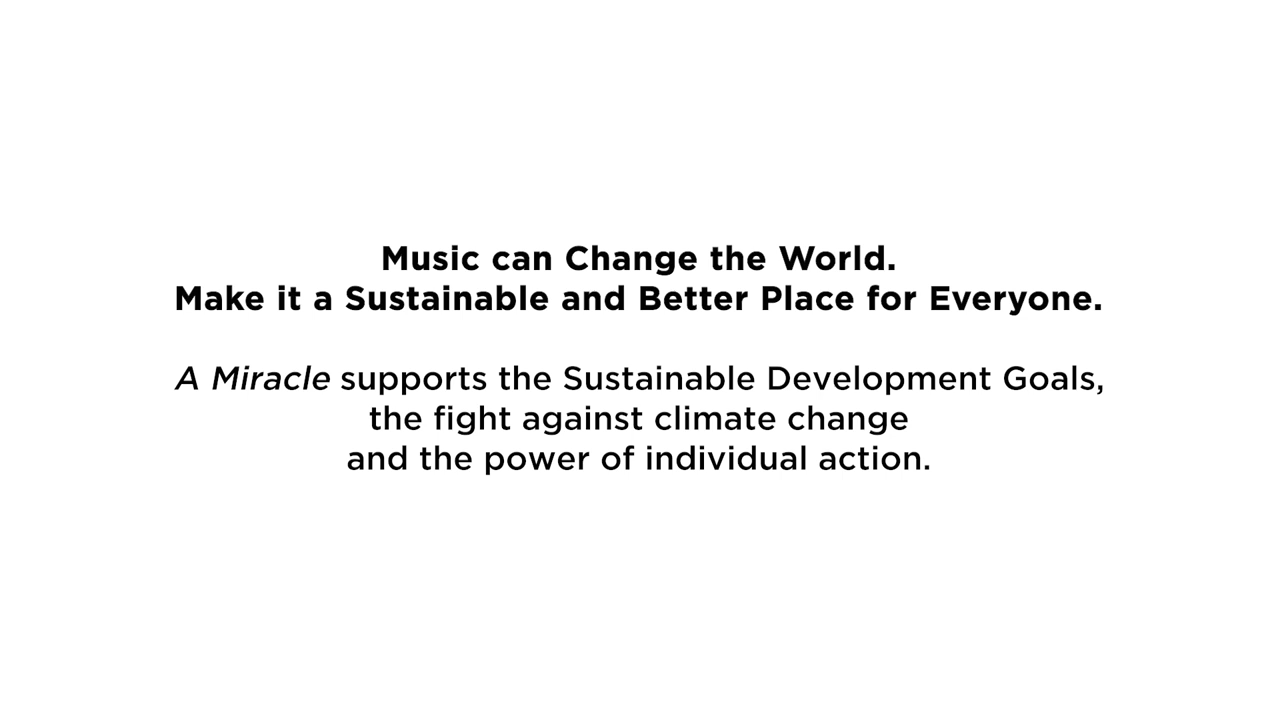 Music can Change the World.
Make it a Sustainable and Better Place for Everyone.
A Miracle supports the Sustainable Development Goals,
the fight against climate change
and the power of individual action.